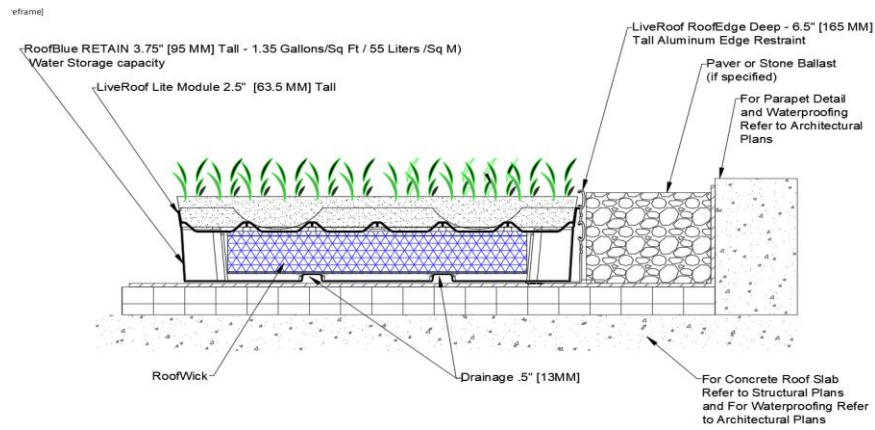 reframe]
RoofBlue RETAIN 3.75" [95 MM] Tall - 1.35 Gallons/Sq Ft / 55 Liters /Sq M)
Water Storage capacity
LiveRoof Lite Module 2.5" [63.5 MM] Tall
LiveRoof RoofEdge Deep - 6.5" [165 MM]
Tall Aluminum Edge Restraint
Paver or Stone Ballast
(if specified)
For Parapet Detail
and Waterproofing
Refer to Architectural
Plans
RoofWick
Drainage .5" [13MM]
For Concrete Roof Slab
Refer to Structural Plans
and For Waterproofing Refer
to Architectural Plans